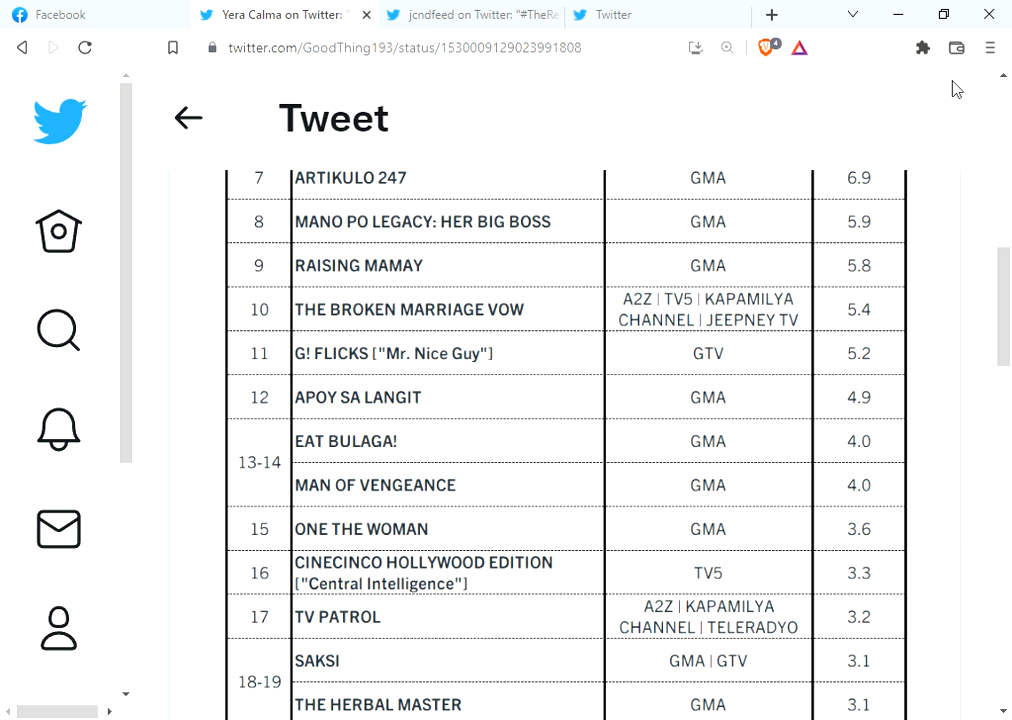 Facebook
Yera Calma on Twitter: "
jcndfeed on Twitter: "#TheRe
Twitter
twitter.com/GoodThing193/status/1530009129023991808
4
Tweet
7 ARTIKULO 247 GMA 6.9
8 MANO PO LEGACY: HER BIG BOSS GMA 5.9
9 RAISING MAMAY GMA 5.8
10 THE BROKEN MARRIAGE VOW A2Z | TV5 | KAPAMILYA
CHANNEL | JEEPNEY TV 5.4
11 G! FLICKS ["Mr. Nice Guy"] GTV 5.2
12 APOY SA LANGIT GMA 4.9
13-14 EAT BULAGA! GMA 4.0
MAN OF VENGEANCE GMA 4.0
15 ONE THE WOMAN GMA 3.6
16 CINECINCO HOLLYWOOD EDITION
["Central Intelligence"] TV5 3.3
17 TV PATROL A2Z | KAPAMILYA
CHANNEL | TELERADYO 3.2
18-19 SAKSI GMA | GTV 3.1
THE HERBAL MASTER GMA 3.1